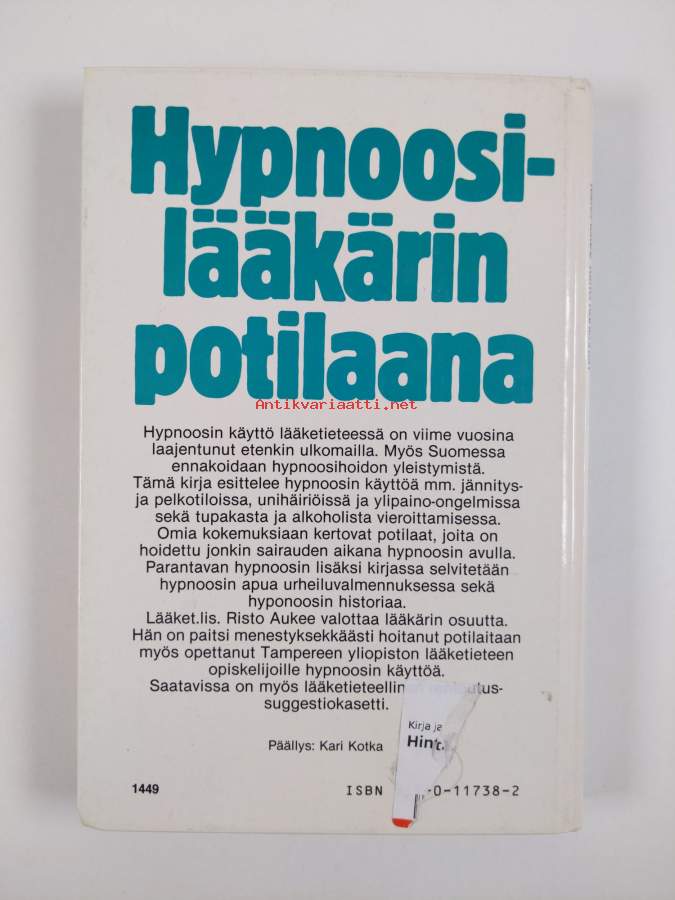 Hypnoosi-
lääkärin
potilaana
Antikvariaatti.net
Hypnoosin käyttö lääketieteessä on viime vuosina
laajentunut etenkin ulkomailla. Myös Suomessa
ennakoidaan hypnoosihoidon yleistymistä.
Tämä kirja esittelee hypnoosin käyttöä mm. jännitys-
ja pelkotiloissa, unihäiriöissä ja ylipaino-ongelmissa
sekä tupakasta ja alkoholista vieroittamisessa.
Omia kokemuksiaan kertovat potilaat, joita on
hoidettu jonkin sairauden aikana hypnoosin avulla.
Parantavan hypnoosin lisäksi kirjassa selvitetään
hypnoosin apua urheiluvalmennuksessa sekä
hyponoosin historiaa.
Lääket.lis. Risto Aukee valottaa lääkärin osuutta.
Hän on paitsi menestyksekkäästi hoitanut potilaitaan
myös opettanut Tampereen yliopiston lääketieteen
opiskelijoille hypnoosin käyttöä.
Saatavissa on myös
suggestiokasetti.
Kirja ja
Päällys: Kari Kotka
1449
ISBN 0-11738-2